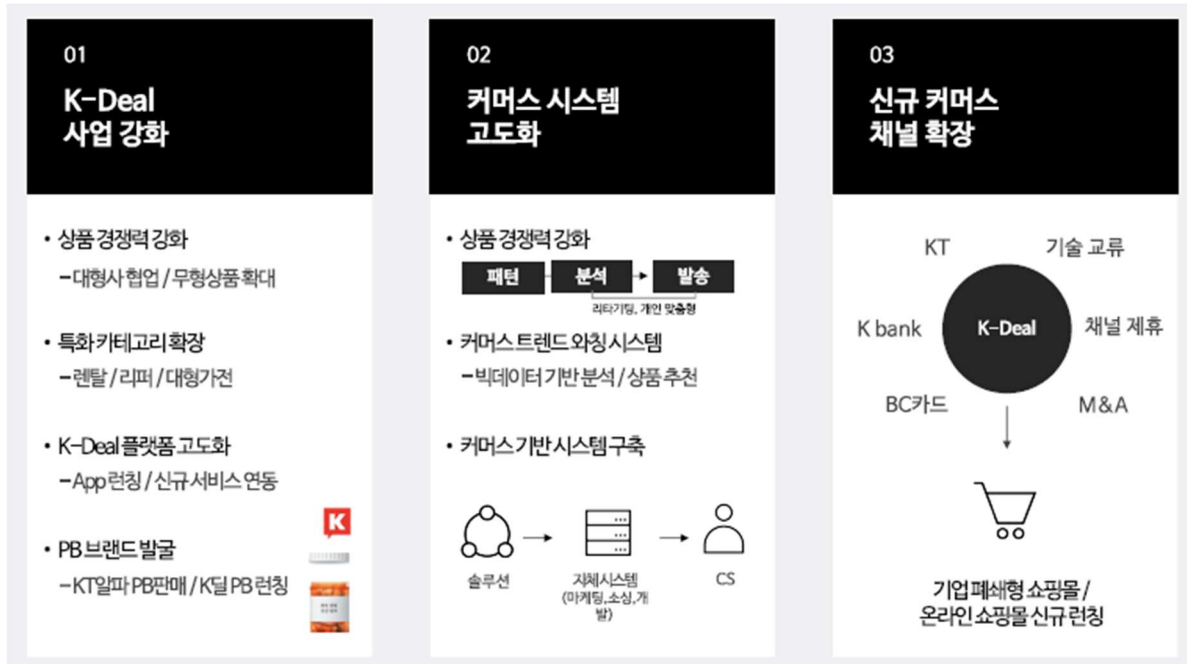 01
K-Deal
사업 강화
• 상품 경쟁력 강화
-대형사 협업 / 무형상품 확대
• 특화 카테고리 확장
-렌탈 / 리퍼 / 대형가전
• K-Deal 플랫폼 고도화
-App 런칭 / 신규 서비스 연동
K
• PB 브랜드 발굴
-KT알파 PB판매 / K딜 PB 런칭
02
커머스 시스템
고도화
• 상품 경쟁력 강화
패턴 분석 발송
리타기팅, 개인 맞춤형
• 커머스 트렌드 와칭 시스템
-빅데이터 기반 분석 / 상품 추천
• 커머스 기반 시스템 구축
솔루션
자체시스템
(마케팅,소싱,개
발)
CS
03
신규 커머스
채널 확장
KT 기술 교류
K bank K-Deal 채널 제휴
BC카드 M&A
기업 폐쇄형 쇼핑몰 /
온라인 쇼핑몰 신규 런칭